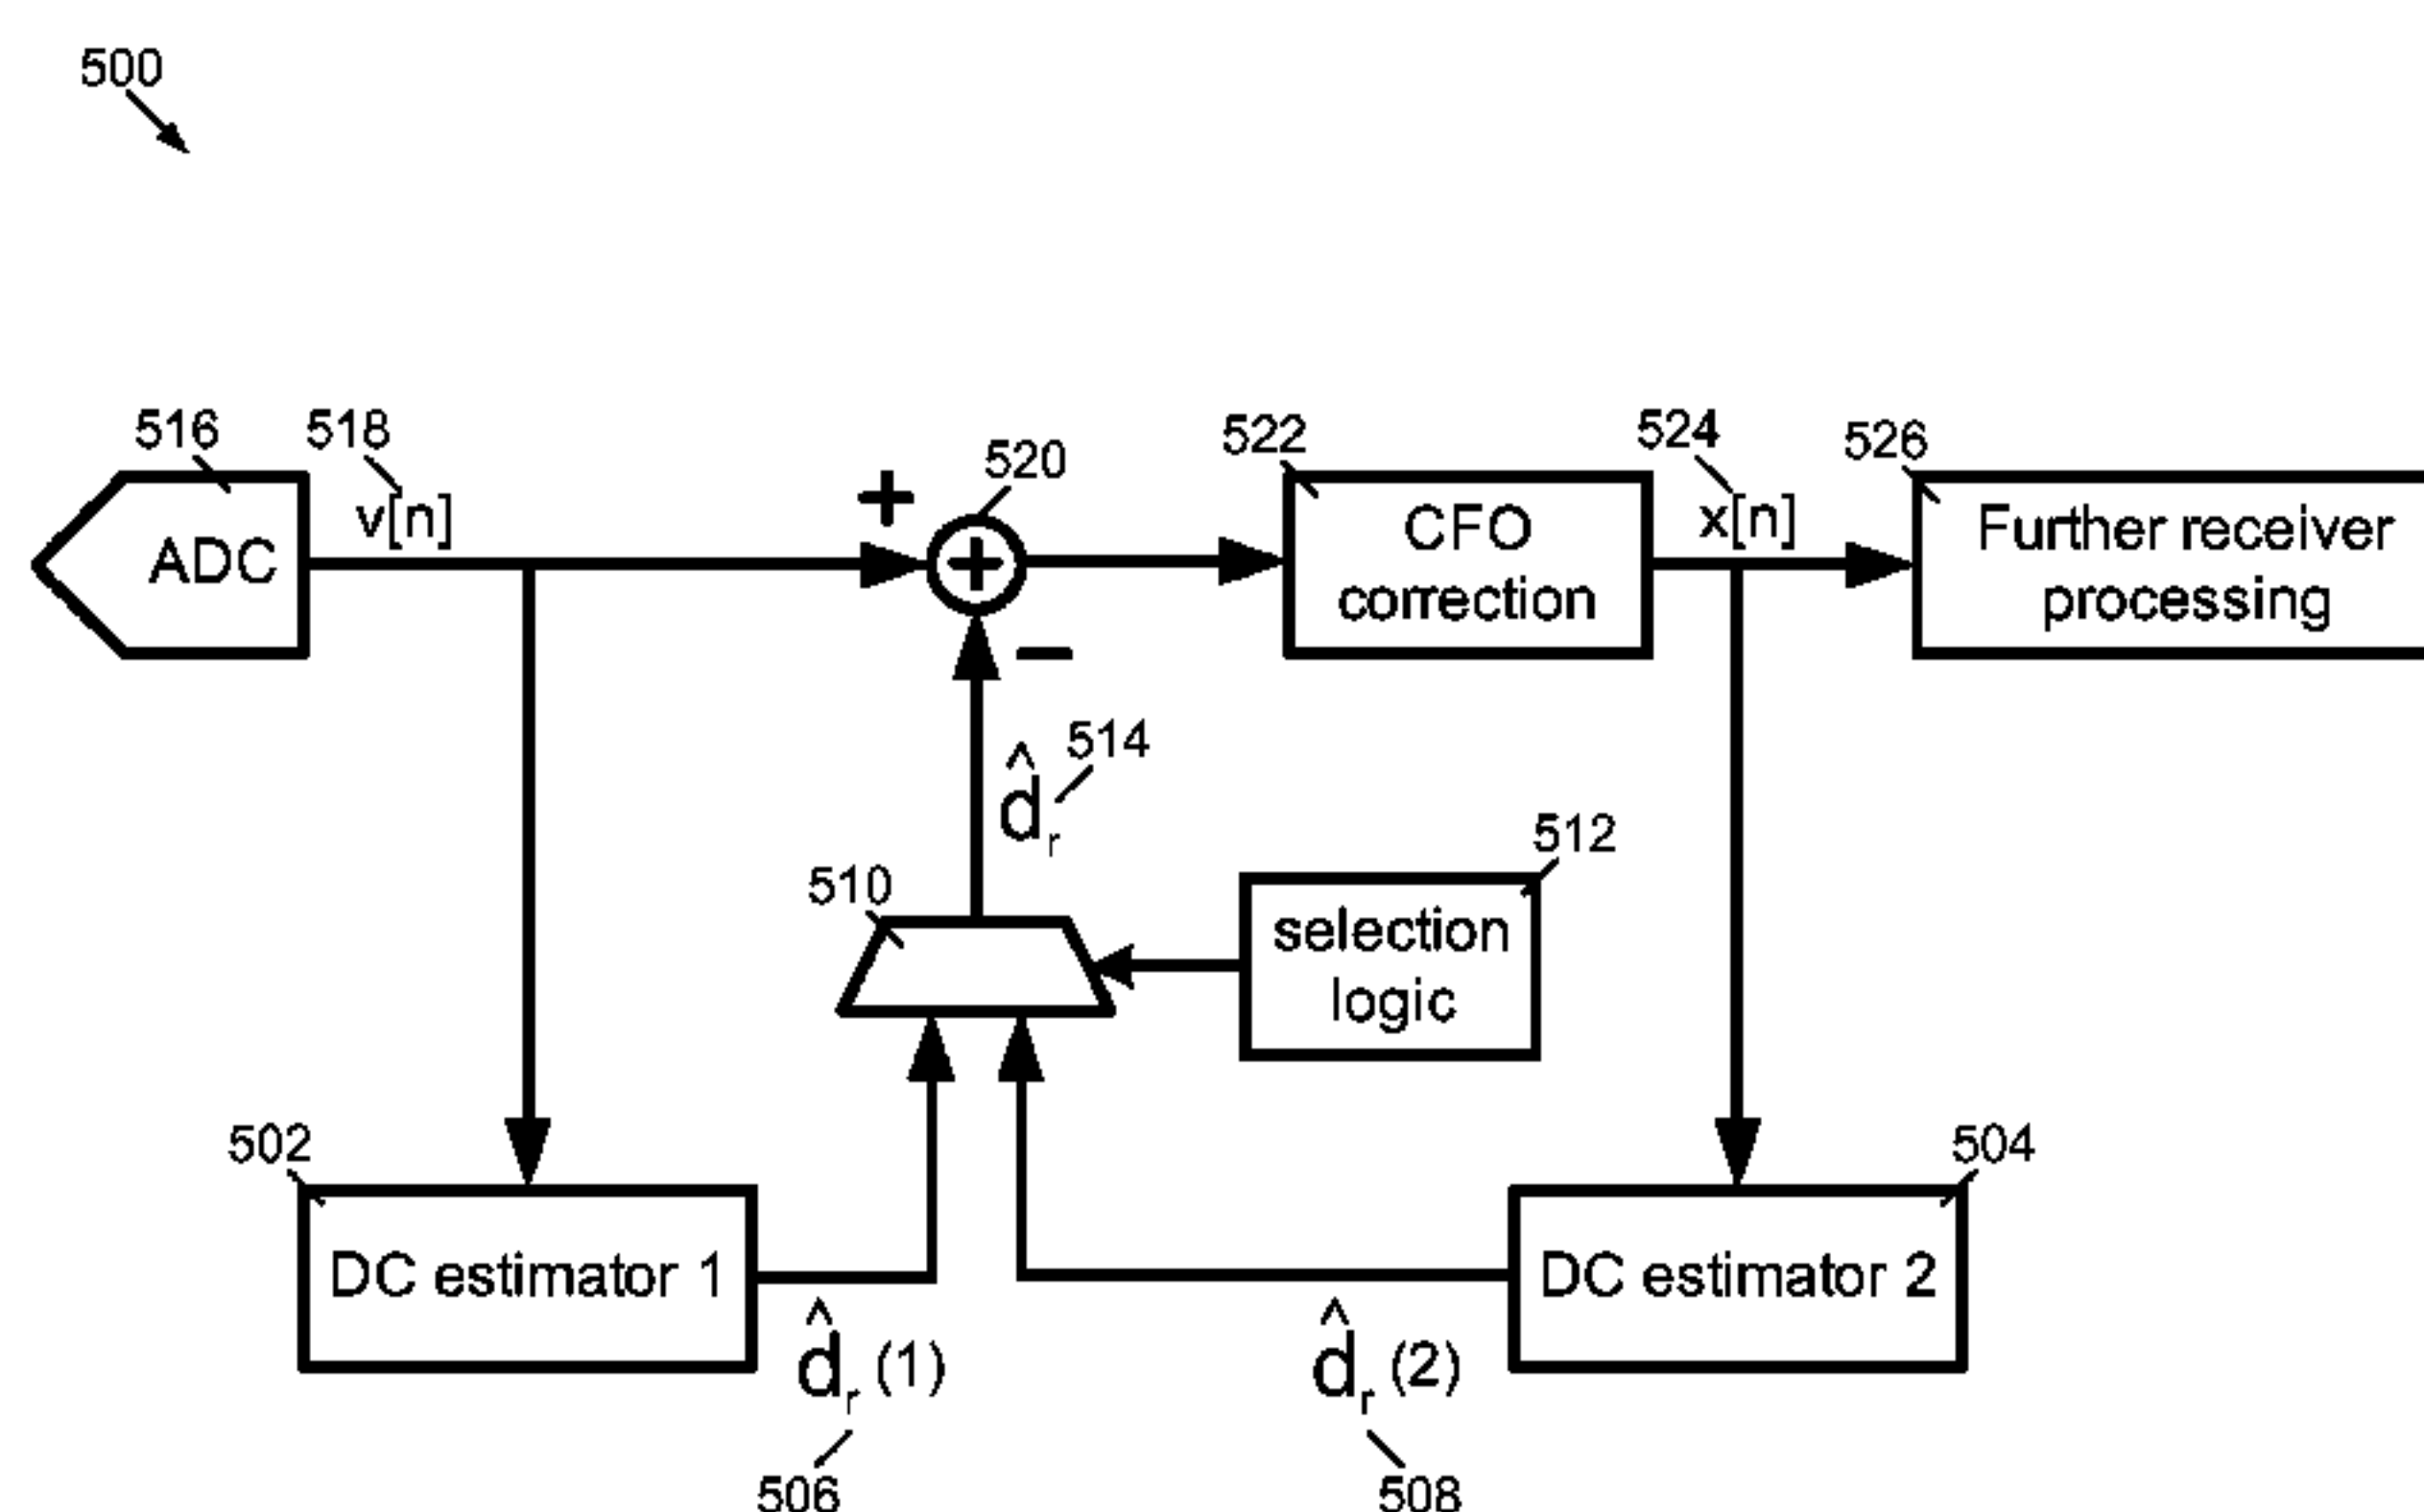 500
516
518
520
522
524
526
ADC
v[n]
+
+
CFO
correction
x[n]
Further receiver
processing
−
d̂r
514
510
512
selection
logic
502
504
DC estimator 1
DC estimator 2
d̂r (1)
d̂r (2)
506
508